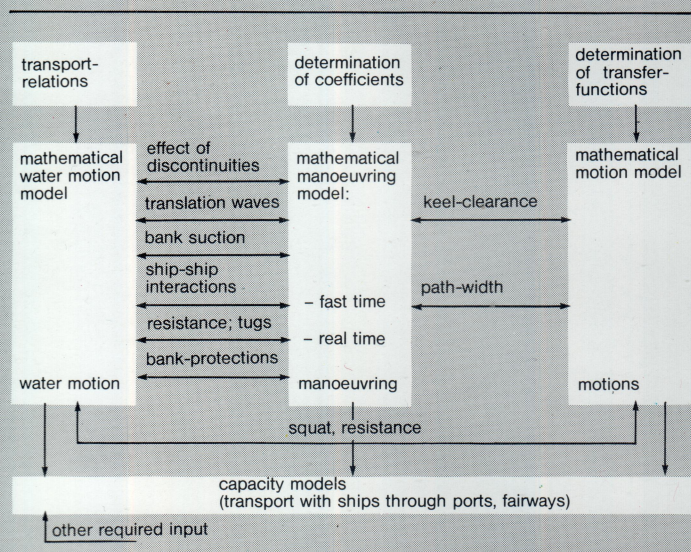 transport-
relations
determination
of coefficients
determination
of transfer-
functions
mathematical
water motion
model
effect of
discontinuities
translation waves
bank suction
ship-ship
interactions
resistance; tugs
bank-protections
water motion
mathematical
manoeuvring
model:
– fast time
– real time
manoeuvring
keel-clearance
path-width
mathematical
motion model
motions
squat, resistance
capacity models
(transport with ships through ports, fairways)
other required input